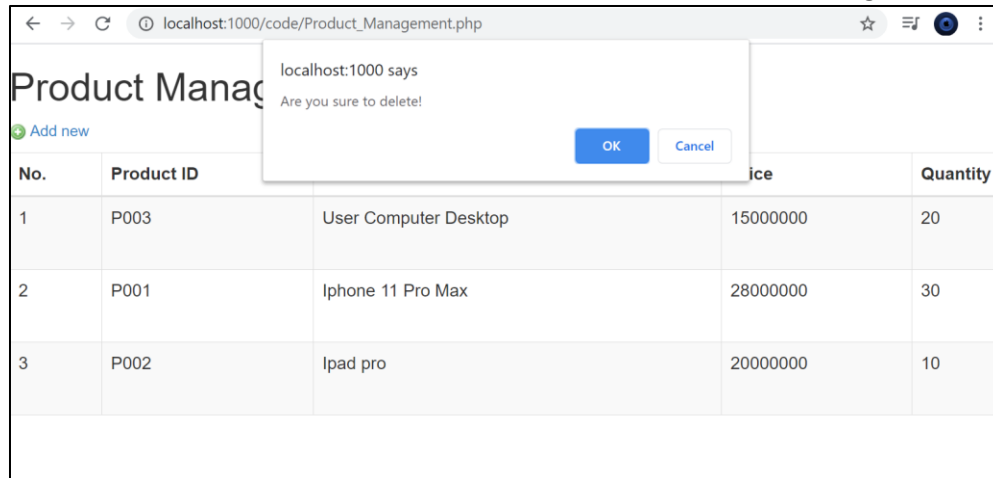 localhost:1000/code/Product_Management.php
localhost:1000 says
Are you sure to delete!
OK Cancel
Product
Add new
No. Product ID Quantity
1 P003 User Computer Desktop 15000000 20
2 P001 Iphone 11 Pro Max 28000000 30
3 P002 Ipad pro 20000000 10